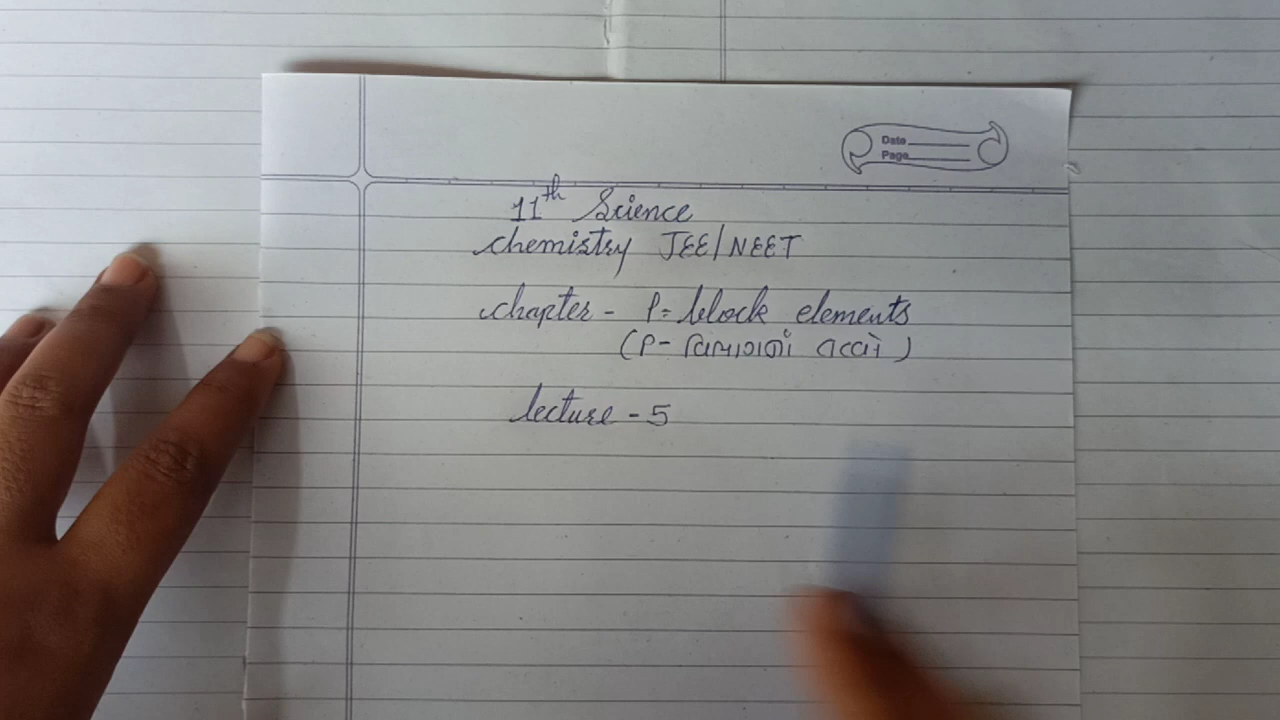 Date
Page
11th Science
chemistry JEE/NEET
chapter - P-block elements
(P- વિભાગનાં તત્વો)
lecture - 5